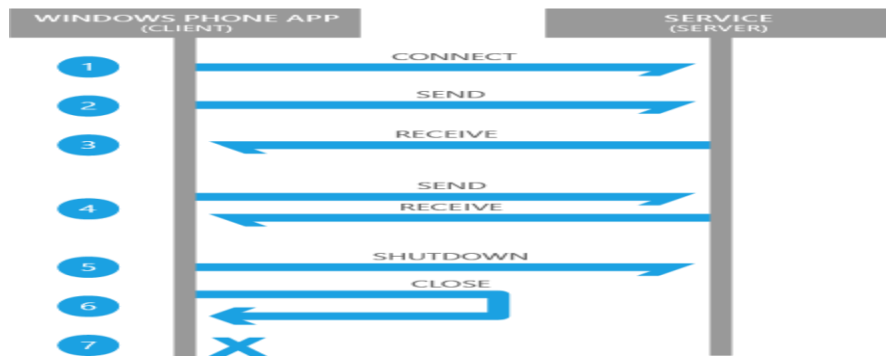 WINDOWS PHONE APP
(CLIENT)
SERVICE
(SERVER)
1
CONNECT
2
SEND
3
RECEIVE
SEND
4
RECEIVE
5
SHUTDOWN
CLOSE
6
7